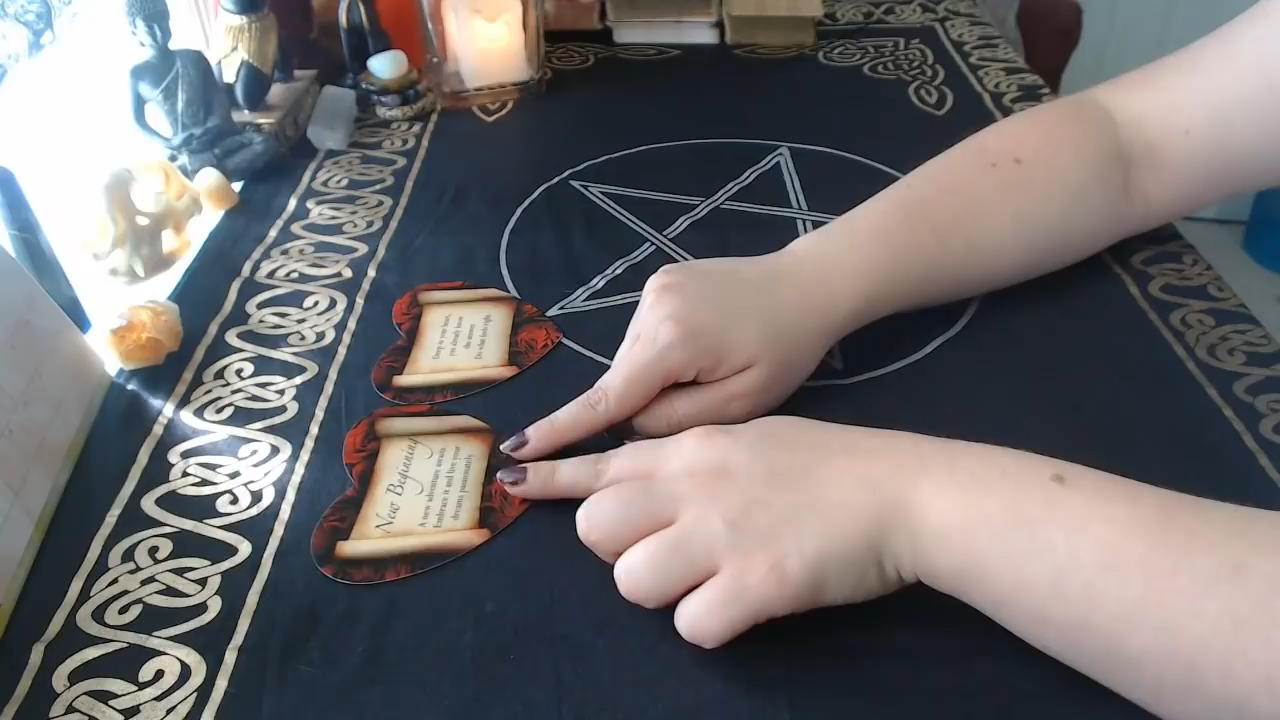 Deep in your heart,
you already know
the answer.
Do what feels right.
New Beginning
A new adventure awaits
Embrace it and live your
dreams passionately